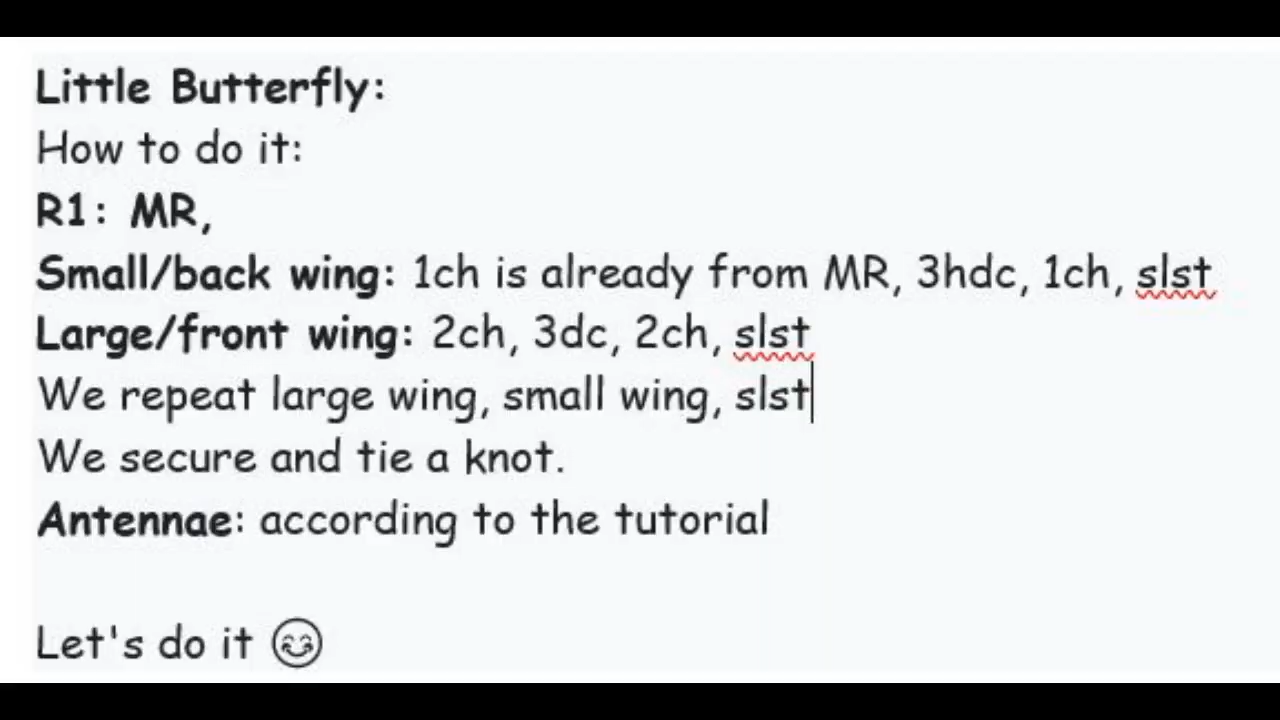 Little Butterfly:
How to do it:
R1: MR,
Small/back wing: 1ch is already from MR, 3hdc, 1ch, slst
Large/front wing: 2ch, 3dc, 2ch, slst
We repeat large wing, small wing, slst
We secure and tie a knot.
Antennae: according to the tutorial
Let's do it 😊